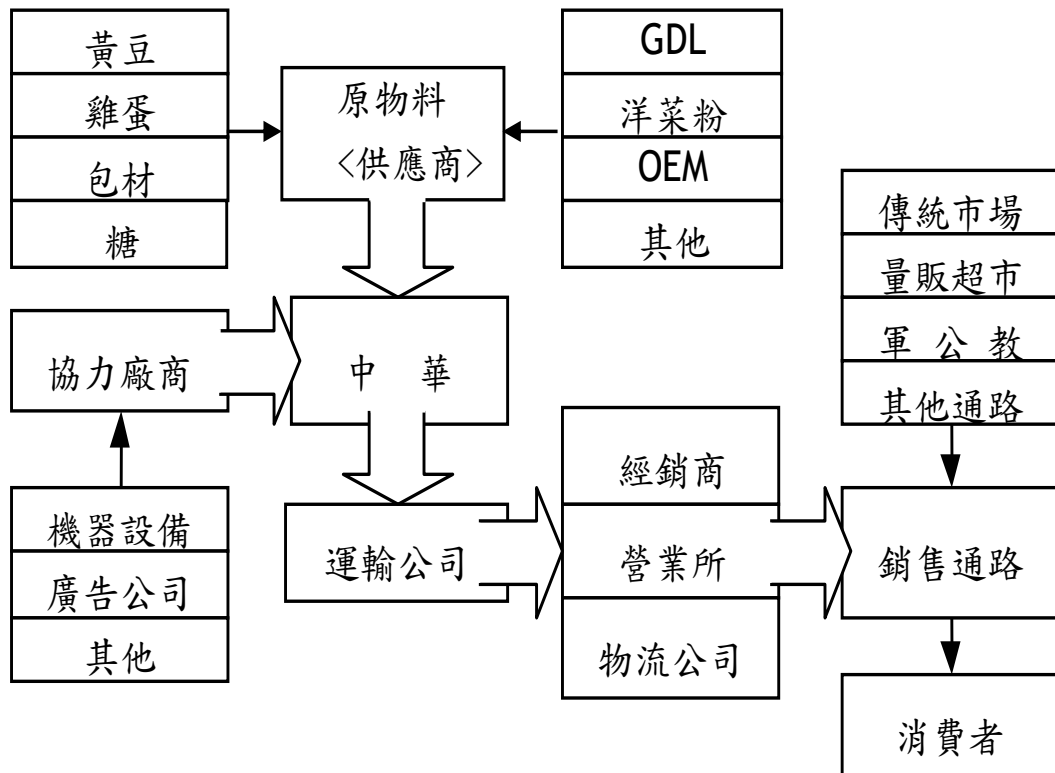 黃豆
雞蛋
包材
糖
原物料
<供應商>
GDL
洋菜粉
OEM
其他
傳統市場
量販超市
軍 公 教
其他通路
協力廠商
中 華
機器設備
廣告公司
其他
運輸公司
經銷商
營業所
物流公司
銷售通路
消費者